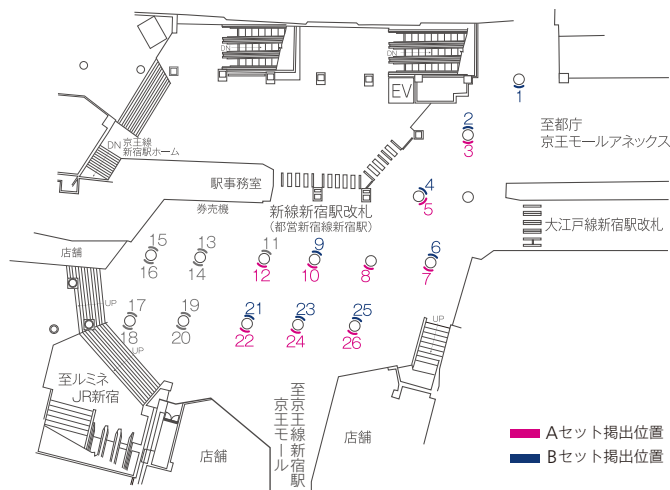 DN
DN
EV
1
2
3
至都庁
京王モールアネックス
DN 京王線
新宿駅ホーム
駅事務室
券売機
新線新宿駅改札
(都営新宿線新宿駅)
4
5
大江戸線新宿駅改札
店舗
15
16
13
14
11
12
9
10
8
6
7
UP
17
18
19
20
21
22
23
24
25
26
UP
UP
至ルミネ
JR新宿
店舗
至京王線新宿駅
京王モール
店舗
Aセット掲出位置
Bセット掲出位置